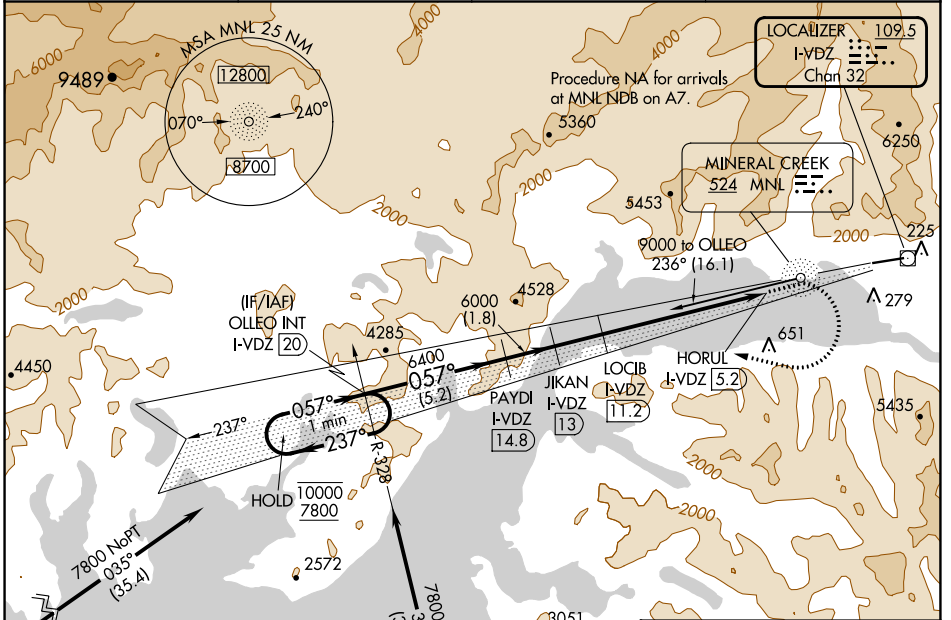 MSA MNL 25 NM
12800
070°
240°
8700
9489
6000
4000
4000
LOCALIZER 109.5
I-VDZ
Chan 32
Procedure NA for arrivals
at MNL NDB on A7.
5360
6250
MINERAL CREEK
524 MNL
5453
2000
2000
2000
2000
225
9000 to OLLEO
236° (16.1)
279
(IF/IAF)
OLLEO INT
I-VDZ 20
6000
(1.8)
4528
4285
651
4450
6400
057°
(5.2)
HORUL
I-VDZ 5.2
LOCIB
I-VDZ
11.2
JIKAN
I-VDZ
13
PAYDI
I-VDZ
14.8
057°
1 min
237°
237°
R-328
5435
HOLD
10000
7800
7800 NoPT
035°
(35.4)
2572
2000
2000
7800
3051